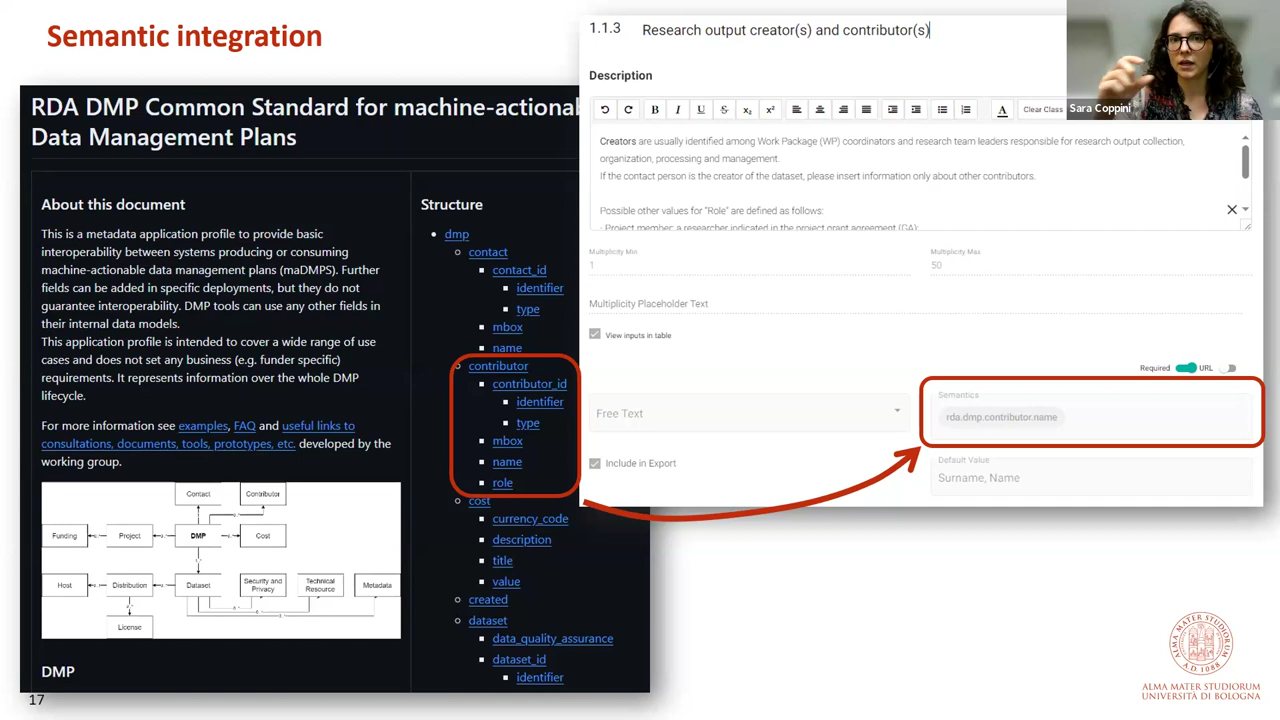 Semantic integration
RDA DMP Common Standard for machine-actionable
Data Management Plans
About this document
This is a metadata application profile to provide basic
interoperability between systems producing or consuming
machine-actionable data management plans (maDMPS). Further
fields can be added in specific deployments, but they do not
guarantee interoperability. DMP tools can use any other fields in
their internal data models.
This application profile is intended to cover a wide range of use
cases and does not set any business (e.g. funder specific)
requirements. It represents information over the whole DMP
lifecycle.
For more information see examples, FAQ and useful links to
consultations, documents, tools, prototypes, etc. developed by the
working group.
Contact
Contributor
Funding
Project
DMP
Cost
Host
Distribution
Dataset
Security and
Privacy
Technical
Resource
Metadata
License
DMP
Structure
dmp
contact
contact_id
identifier
type
mbox
name
contributor
contributor_id
identifier
type
mbox
name
role
cost
currency_code
description
title
value
created
dataset
data_quality_assurance
dataset_id
identifier
1.1.3 Research output creator(s) and contributor(s)
Description
B I U S x₂ x² A Clear Class
Creators are usually identified among Work Package (WP) coordinators and research team leaders responsible for research output collection,
organization, processing and management.
If the contact person is the creator of the dataset, please insert information only about other contributors.
Possible other values for "Role" are defined as follows:
- Project member: a researcher indicated in the project grant agreement (GA);
Multiplicity Min
1
Multiplicity Max
50
Multiplicity Placeholder Text
View inputs in table
Required URL
Free Text
Semantics
rda.dmp.contributor.name
Include in Export
Default Value
Surname, Name
Sara Coppini
A.D. 1088
ALMA MATER STUDIORUM
UNIVERSITÀ DI BOLOGNA
17